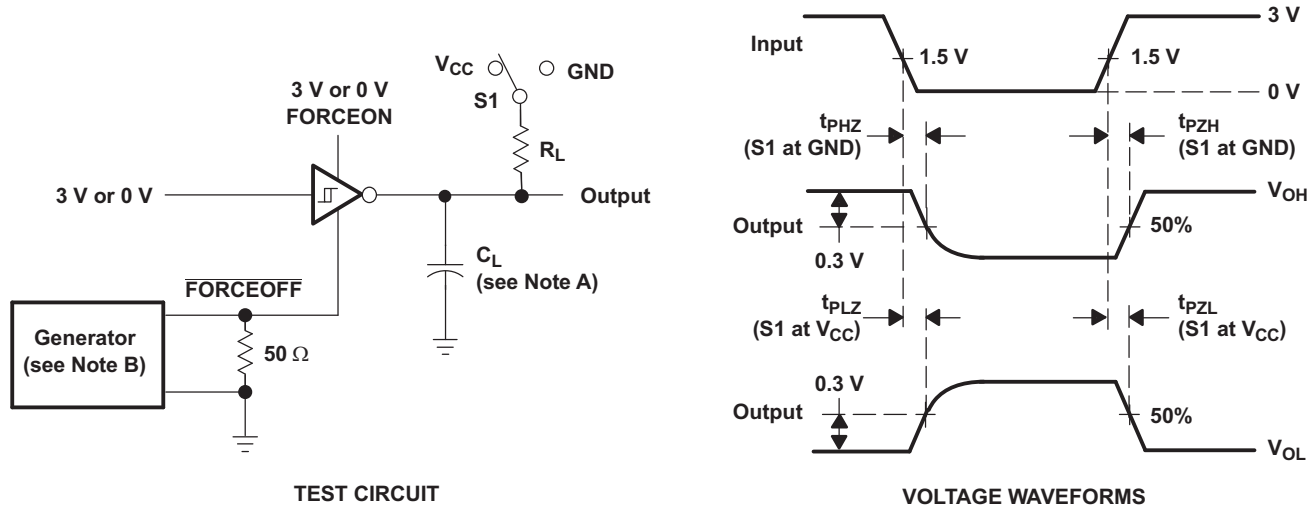 V_CC
GND
S1
3 V or 0 V
FORCEON
R_L
3 V or 0 V
Output
C_L
(see Note A)
FORCEOFF
Generator
(see Note B)
50 Ω
TEST CIRCUIT
Input
3 V
1.5 V
1.5 V
0 V
t_PHZ
(S1 at GND)
t_PZH
(S1 at GND)
V_OH
Output
50%
0.3 V
t_PLZ
(S1 at V_CC)
t_PZL
(S1 at V_CC)
0.3 V
Output
50%
V_OL
VOLTAGE WAVEFORMS